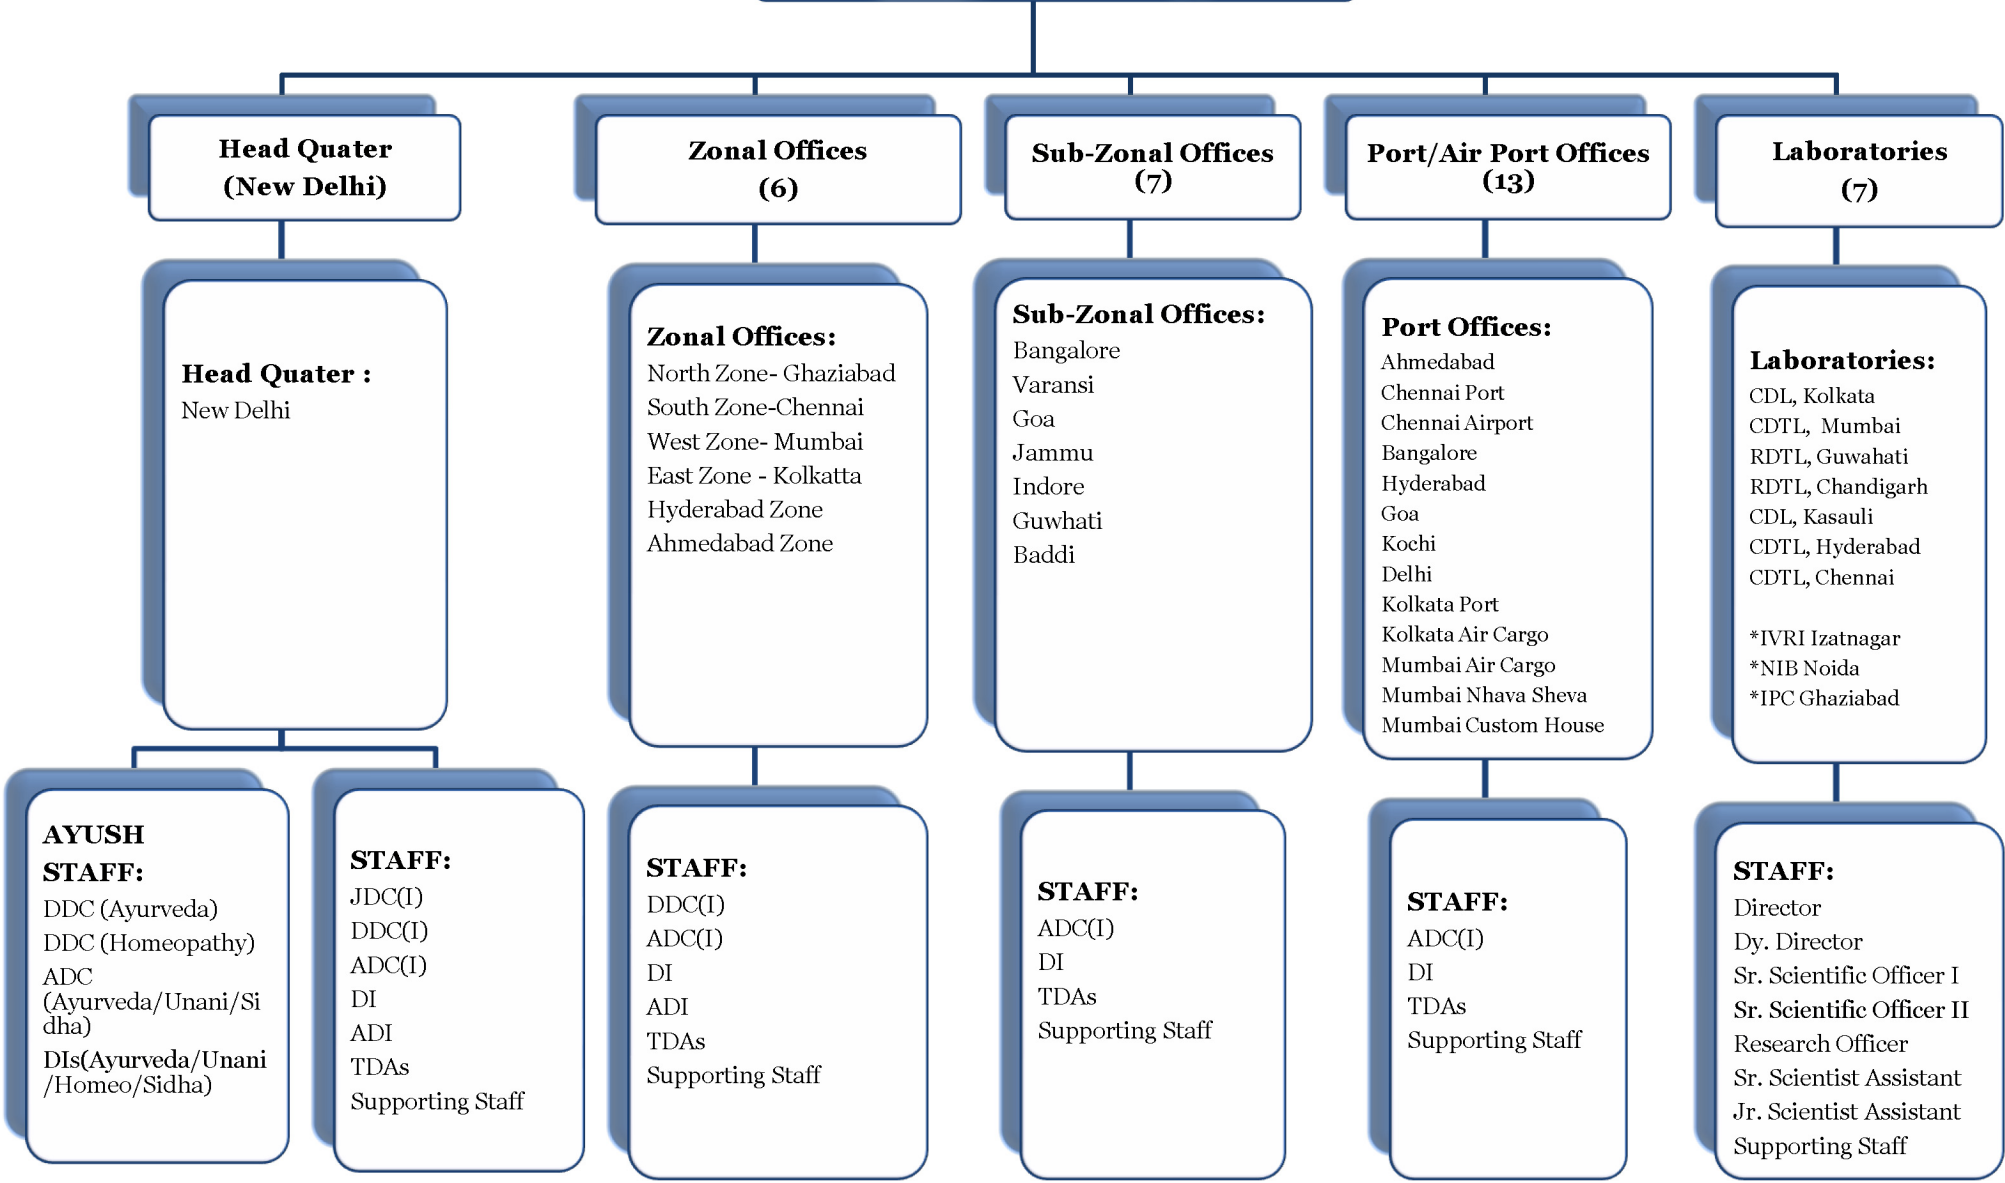 Head Quater
(New Delhi)
Zonal Offices
(6)
Sub-Zonal Offices
(7)
Port/Air Port Offices
(13)
Laboratories
(7)
Head Quater :
New Delhi
Zonal Offices:
North Zone- Ghaziabad
South Zone-Chennai
West Zone- Mumbai
East Zone - Kolkatta
Hyderabad Zone
Ahmedabad Zone
Sub-Zonal Offices:
Bangalore
Varansi
Goa
Jammu
Indore
Guwhati
Baddi
Port Offices:
Ahmedabad
Chennai Port
Chennai Airport
Bangalore
Hyderabad
Goa
Kochi
Delhi
Kolkata Port
Kolkata Air Cargo
Mumbai Air Cargo
Mumbai Nhava Sheva
Mumbai Custom House
Laboratories:
CDL, Kolkata
CDTL, Mumbai
RDTL, Guwahati
RDTL, Chandigarh
CDL, Kasauli
CDTL, Hyderabad
CDTL, Chennai
*IVRI Izatnagar
*NIB Noida
*IPC Ghaziabad
AYUSH
STAFF:
DDC (Ayurveda)
DDC (Homeopathy)
ADC
(Ayurveda/Unani/Si
dha)
DIs(Ayurveda/Unani
/Homeo/Sidha)
STAFF:
JDC(I)
DDC(I)
ADC(I)
DI
ADI
TDAs
Supporting Staff
STAFF:
DDC(I)
ADC(I)
DI
ADI
TDAs
Supporting Staff
STAFF:
ADC(I)
DI
TDAs
Supporting Staff
STAFF:
ADC(I)
DI
TDAs
Supporting Staff
STAFF:
Director
Dy. Director
Sr. Scientific Officer I
Sr. Scientific Officer II
Research Officer
Sr. Scientist Assistant
Jr. Scientist Assistant
Supporting Staff